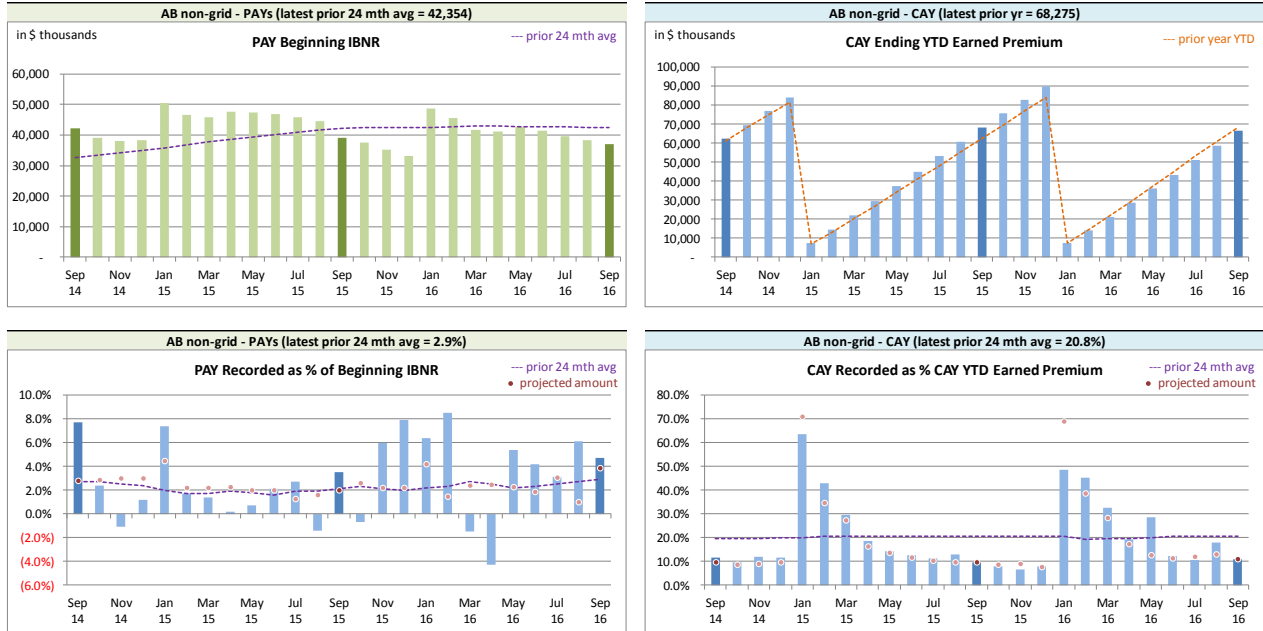 AB non-grid - PAYs (latest prior 24 mth avg = 42,354)
in $ thousands
--- prior 24 mth avg
PAY Beginning IBNR
60,000
50,000
40,000
30,000
20,000
10,000
-
Sep Nov Jan Mar May Jul Sep Nov Jan Mar May Jul Sep
14 14 15 15 15 15 15 15 16 16 16 16 16
AB non-grid - CAY (latest prior yr = 68,275)
in $ thousands
--- prior year YTD
CAY Ending YTD Earned Premium
100,000
90,000
80,000
70,000
60,000
50,000
40,000
30,000
20,000
10,000
-
Sep Nov Jan Mar May Jul Sep Nov Jan Mar May Jul Sep
14 14 15 15 15 15 15 15 16 16 16 16 16
AB non-grid - PAYs (latest prior 24 mth avg = 2.9%)
--- prior 24 mth avg
PAY Recorded as % of Beginning IBNR
• projected amount
10.0%
8.0%
6.0%
4.0%
2.0%
0.0%
(2.0%)
(4.0%)
(6.0%)
Sep Nov Jan Mar May Jul Sep Nov Jan Mar May Jul Sep
14 14 15 15 15 15 15 15 16 16 16 16 16
AB non-grid - CAY (latest prior 24 mth avg = 20.8%)
--- prior 24 mth avg
CAY Recorded as % CAY YTD Earned Premium
• projected amount
80.0%
70.0%
60.0%
50.0%
40.0%
30.0%
20.0%
10.0%
0.0%
Sep Nov Jan Mar May Jul Sep Nov Jan Mar May Jul Sep
14 14 15 15 15 15 15 15 16 16 16 16 16